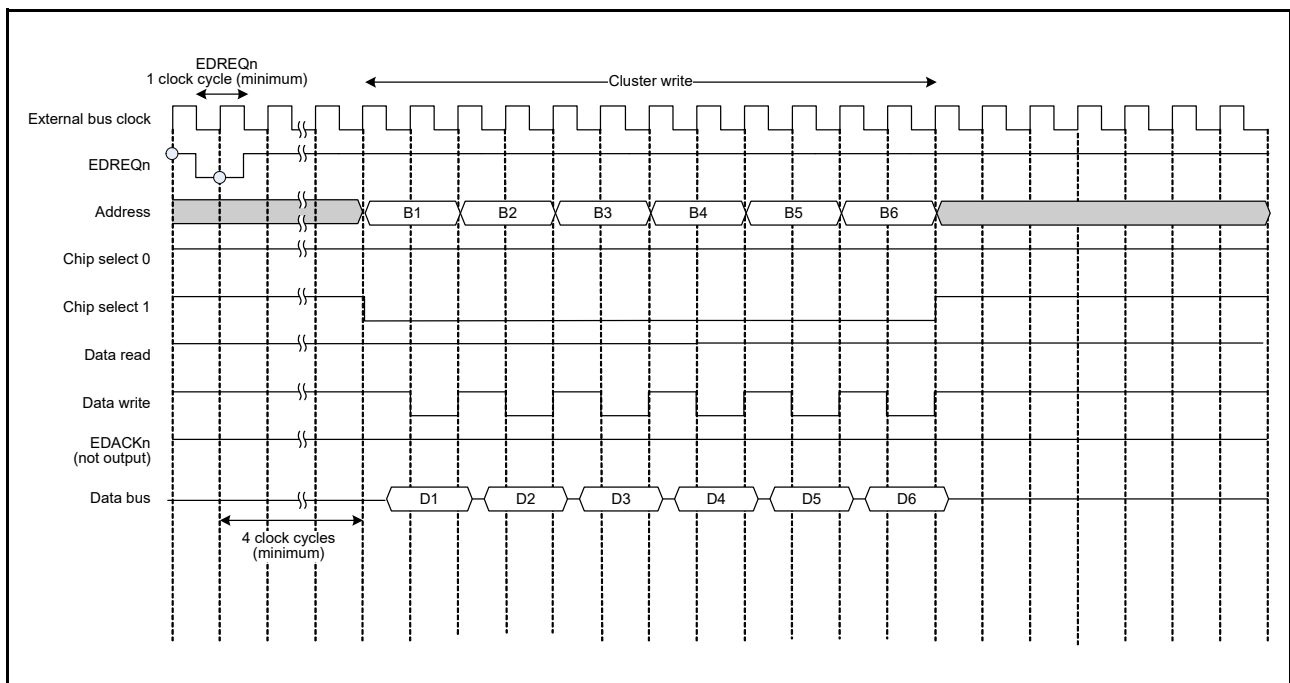 EDREQn
1 clock cycle (minimum)
Cluster write
External bus clock
EDREQn
Address
B1 B2 B3 B4 B5 B6
Chip select 0
Chip select 1
Data read
Data write
EDACKn
(not output)
Data bus
D1 D2 D3 D4 D5 D6
4 clock cycles
(minimum)